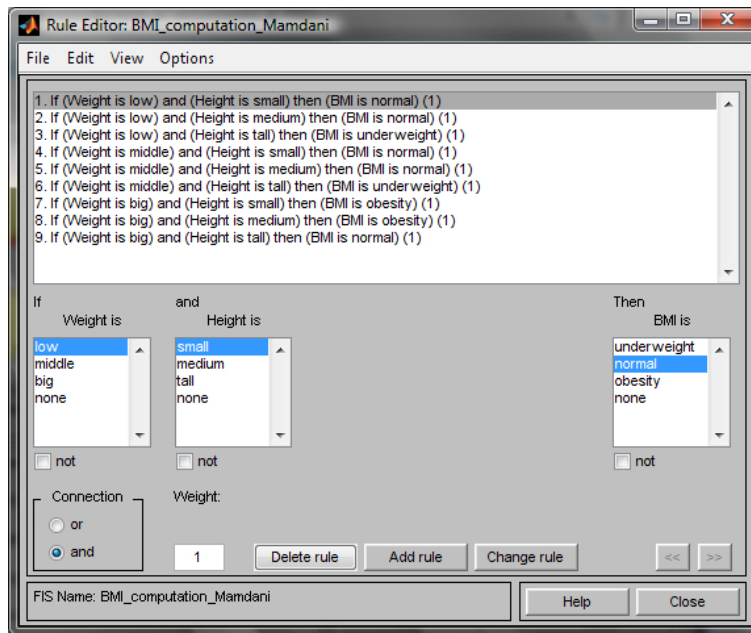 Rule Editor: BMI_computation_Mamdani
File Edit View Options
1. If (Weight is low) and (Height is small) then (BMI is normal) (1)
2. If (Weight is low) and (Height is medium) then (BMI is normal) (1)
3. If (Weight is low) and (Height is tall) then (BMI is underweight) (1)
4. If (Weight is middle) and (Height is small) then (BMI is normal) (1)
5. If (Weight is middle) and (Height is medium) then (BMI is normal) (1)
6. If (Weight is middle) and (Height is tall) then (BMI is underweight) (1)
7. If (Weight is big) and (Height is small) then (BMI is obesity) (1)
8. If (Weight is big) and (Height is medium) then (BMI is obesity) (1)
9. If (Weight is big) and (Height is tall) then (BMI is normal) (1)
If and Then
Weight is Height is BMI is
low small underweight
middle medium normal
big tall obesity
none none none
not not not
Connection Weight:
or
and 1 Delete rule Add rule Change rule << >>
FIS Name: BMI_computation_Mamdani Help Close